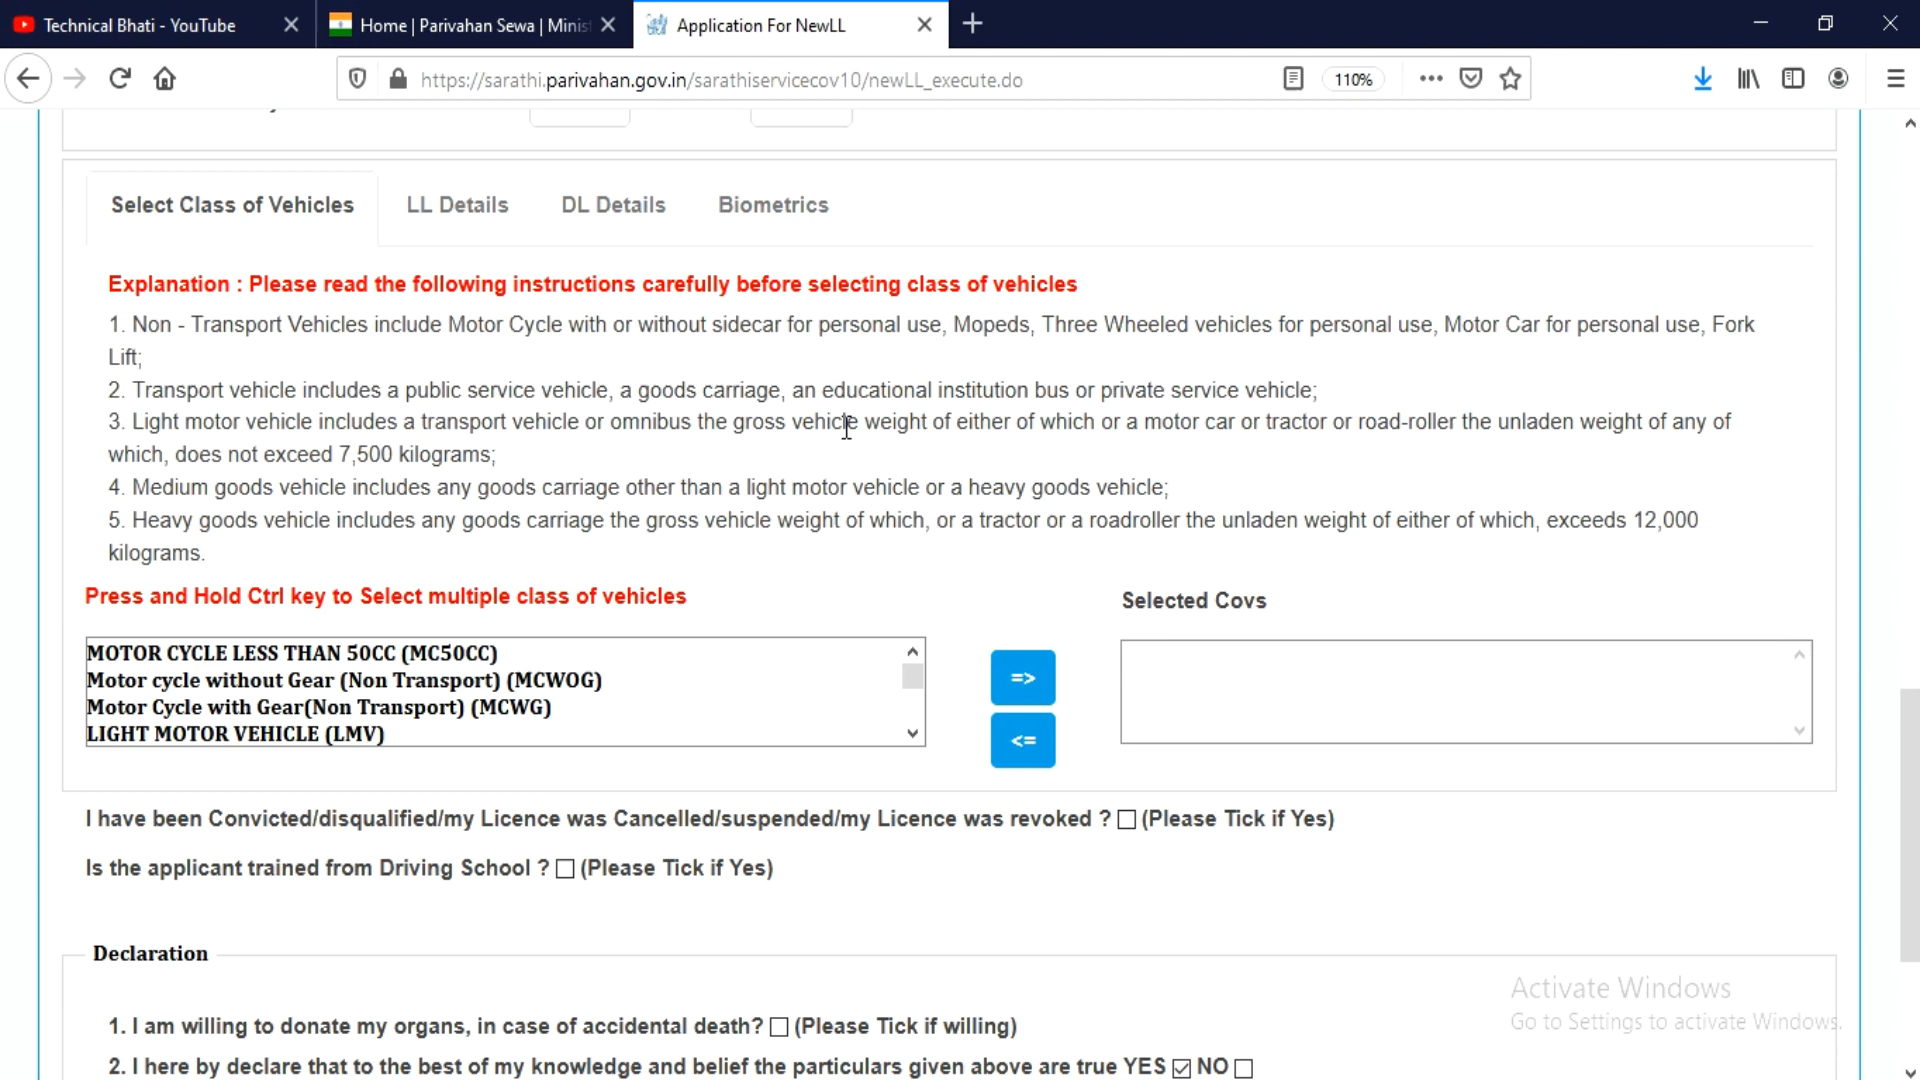 Technical Bhati - YouTube
Home | Parivahan Sewa | Minis
Application For NewLL
https://sarathi.parivahan.gov.in/sarathiservicecov10/newLL_execute.do
110%
Select Class of Vehicles
LL Details
DL Details
Biometrics
Explanation : Please read the following instructions carefully before selecting class of vehicles
1. Non - Transport Vehicles include Motor Cycle with or without sidecar for personal use, Mopeds, Three Wheeled vehicles for personal use, Motor Car for personal use, Fork
Lift;
2. Transport vehicle includes a public service vehicle, a goods carriage, an educational institution bus or private service vehicle;
3. Light motor vehicle includes a transport vehicle or omnibus the gross vehicle weight of either of which or a motor car or tractor or road-roller the unladen weight of any of
which, does not exceed 7,500 kilograms;
4. Medium goods vehicle includes any goods carriage other than a light motor vehicle or a heavy goods vehicle;
5. Heavy goods vehicle includes any goods carriage the gross vehicle weight of which, or a tractor or a roadroller the unladen weight of either of which, exceeds 12,000
kilograms.
Press and Hold Ctrl key to Select multiple class of vehicles
Selected Covs
MOTOR CYCLE LESS THAN 50CC (MC50CC)
Motor cycle without Gear (Non Transport) (MCWOG)
Motor Cycle with Gear(Non Transport) (MCWG)
LIGHT MOTOR VEHICLE (LMV)
=>
<=
I have been Convicted/disqualified/my Licence was Cancelled/suspended/my Licence was revoked ? (Please Tick if Yes)
Is the applicant trained from Driving School ? (Please Tick if Yes)
Declaration
1. I am willing to donate my organs, in case of accidental death? (Please Tick if willing)
2. I here by declare that to the best of my knowledge and belief the particulars given above are true YES NO
Activate Windows
Go to Settings to activate Windows.